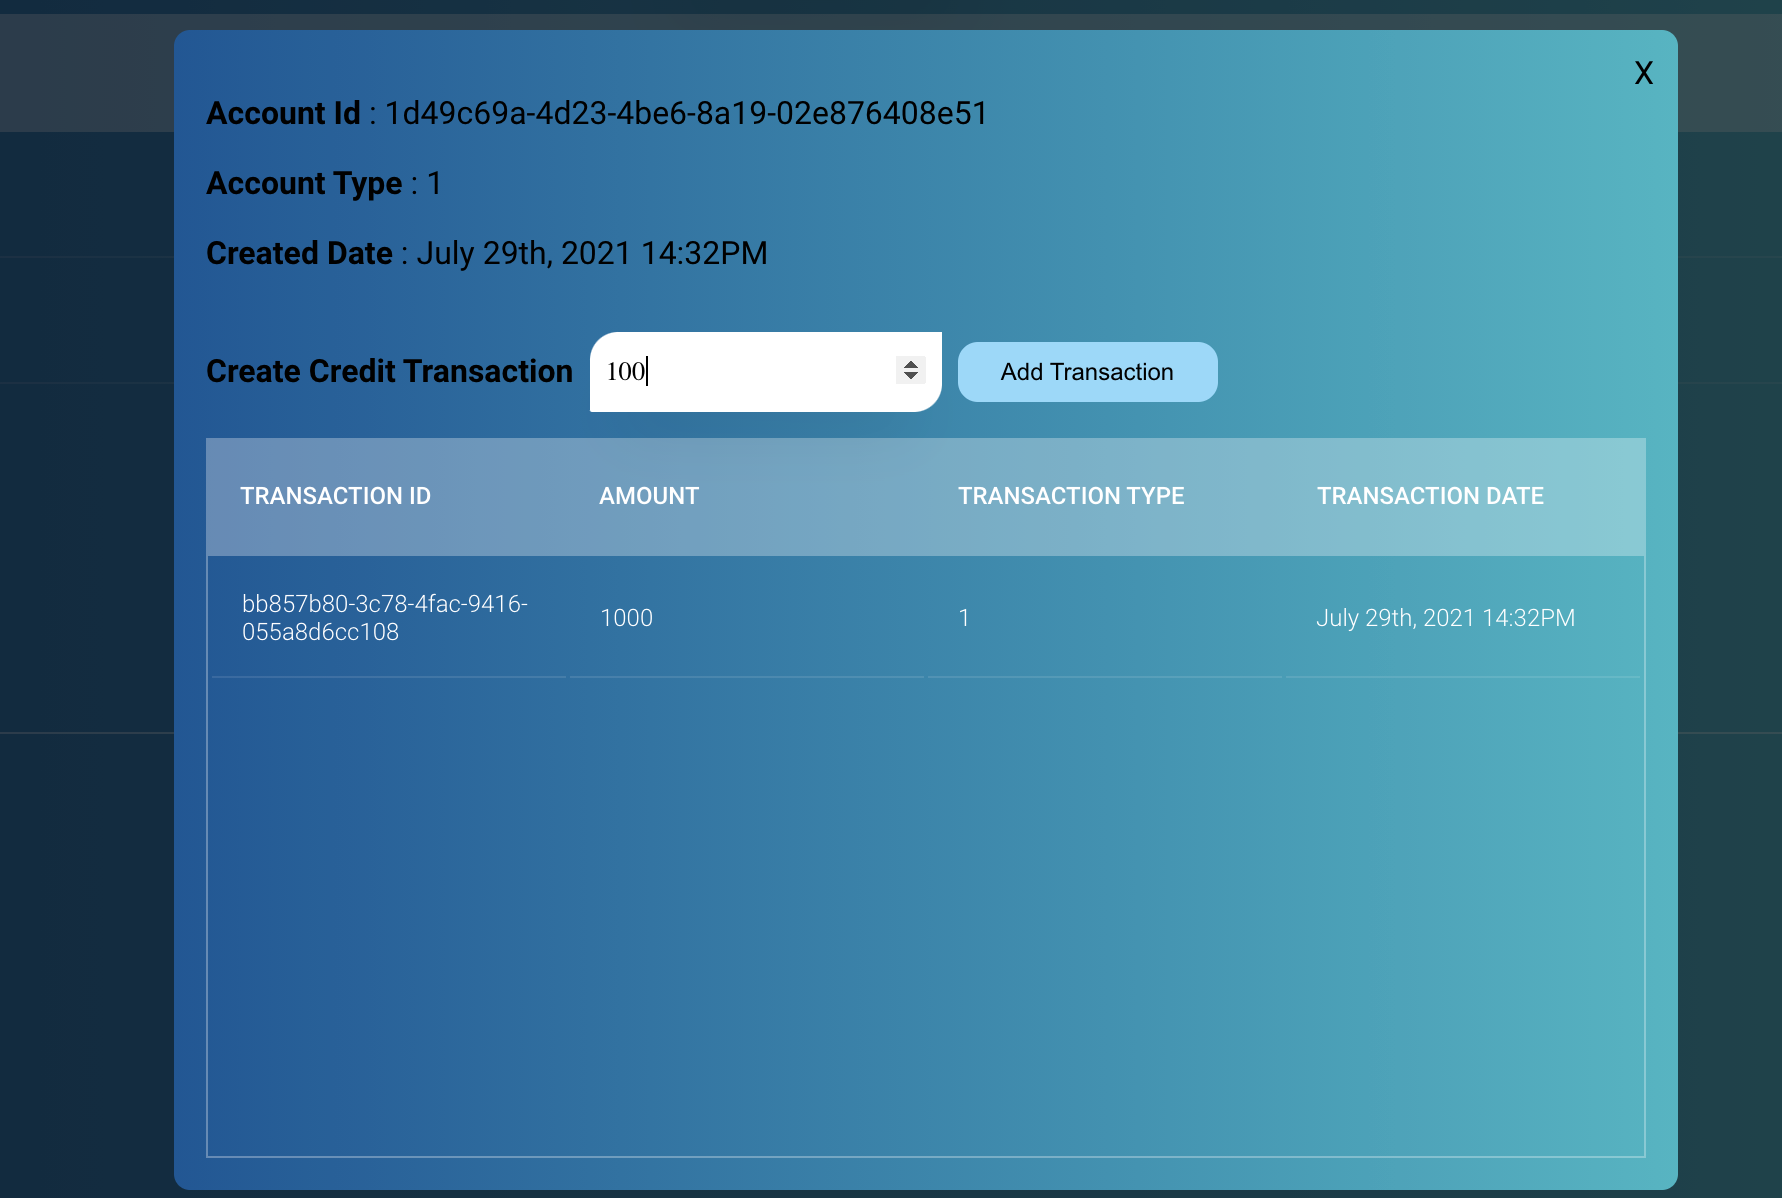 X
Account Id : 1d49c69a-4d23-4be6-8a19-02e876408e51
Account Type : 1
Created Date : July 29th, 2021 14:32PM
Create Credit Transaction 100 Add Transaction
TRANSACTION ID AMOUNT TRANSACTION TYPE TRANSACTION DATE
bb857b80-3c78-4fac-9416-
055a8d6cc108 1000 1 July 29th, 2021 14:32PM